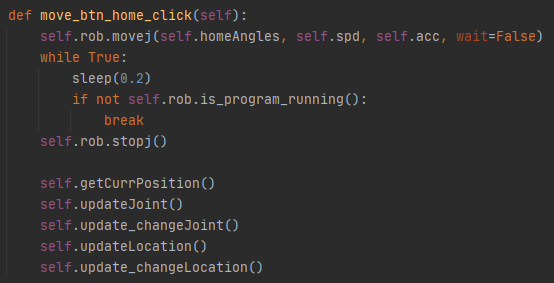 def move_btn_home_click(self):
    self.rob.movej(self.homeAngles, self.spd, self.acc, wait=False)
    while True:
        sleep(0.2)
        if not self.rob.is_program_running():
            break
    self.rob.stopj()

    self.getCurrPosition()
    self.updateJoint()
    self.update_changeJoint()
    self.updateLocation()
    self.update_changeLocation()